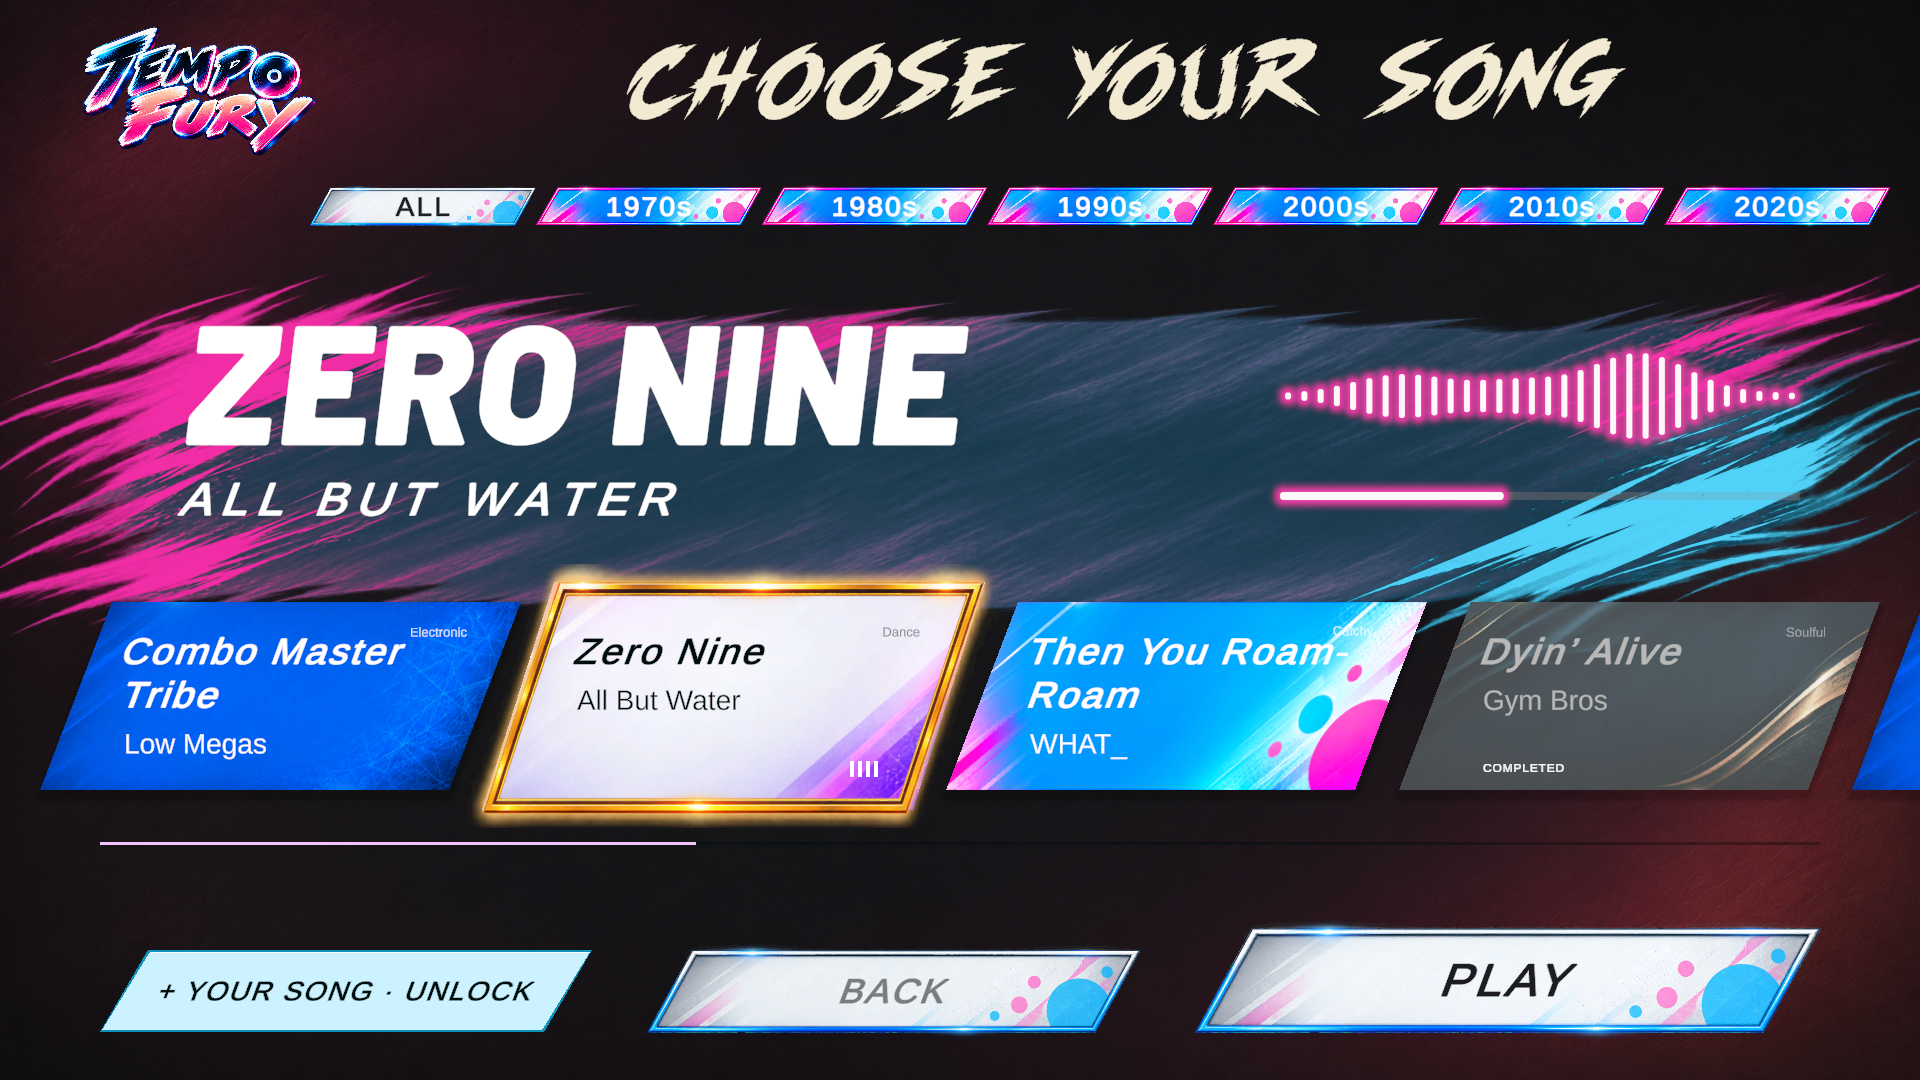 TEMPO
FURY
CHOOSE YOUR SONG
ALL
1970s
1980s
1990s
2000s
2010s
2020s
ZERO NINE
ALL BUT WATER
Combo Master
Tribe
Electronic
Low Megas
Zero Nine
Dance
All But Water
Then You Roam-
Roam
Catchy
WHAT_
Dyin’ Alive
Soulful
Gym Bros
COMPLETED
+ YOUR SONG · UNLOCK
BACK
PLAY